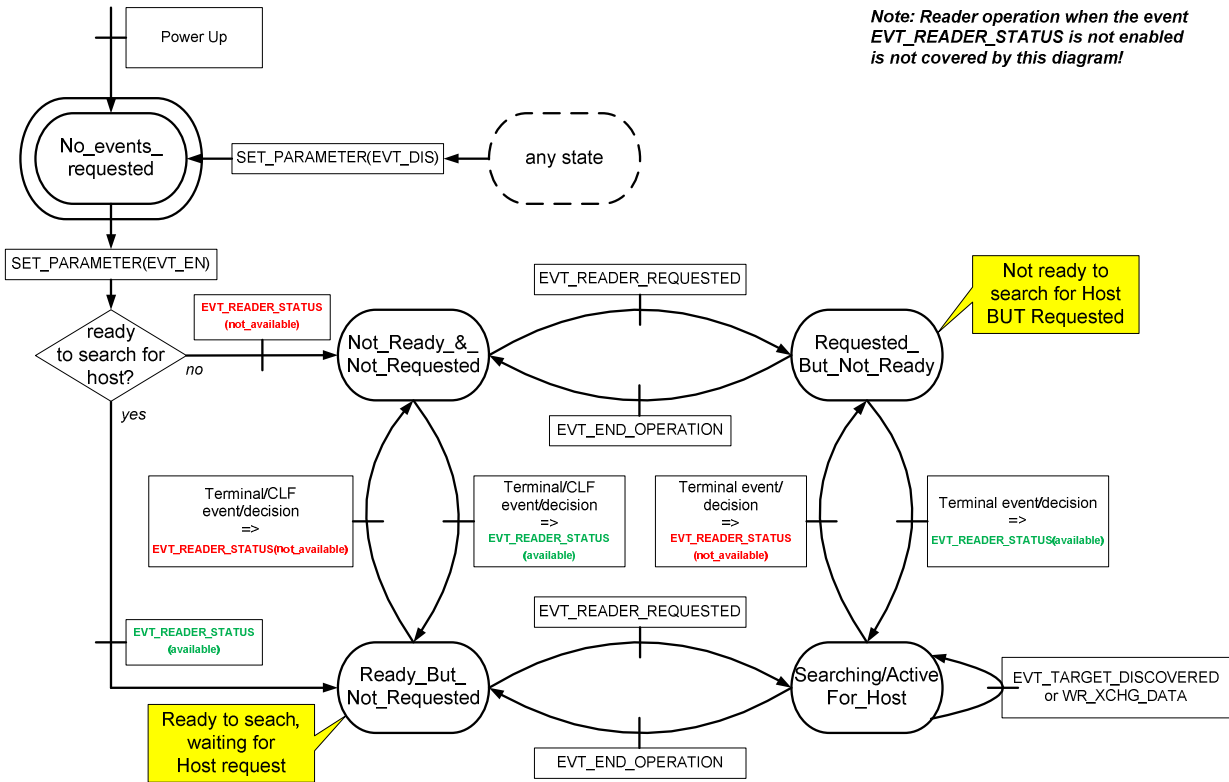 Power Up
Note: Reader operation when the event
EVT_READER_STATUS is not enabled
is not covered by this diagram!
No_events_
requested
SET_PARAMETER(EVT_DIS)
any state
SET_PARAMETER(EVT_EN)
ready
to search for
host?
no
yes
EVT_READER_STATUS
(not_available)
Not_Ready_&_
Not_Requested
EVT_READER_REQUESTED
Requested_
But_Not_Ready
Not ready to
search for Host
BUT Requested
EVT_END_OPERATION
Terminal/CLF
event/decision
=>
EVT_READER_STATUS(not_available)
Terminal/CLF
event/decision
=>
EVT_READER_STATUS
(available)
Terminal event/
decision
=>
EVT_READER_STATUS
(not_available)
Terminal event/decision
=>
EVT_READER_STATUS(available)
EVT_READER_STATUS
(available)
Ready_But_
Not_Requested
EVT_READER_REQUESTED
Searching/Active
For_Host
EVT_TARGET_DISCOVERED
or WR_XCHG_DATA
Ready to seach,
waiting for
Host request
EVT_END_OPERATION